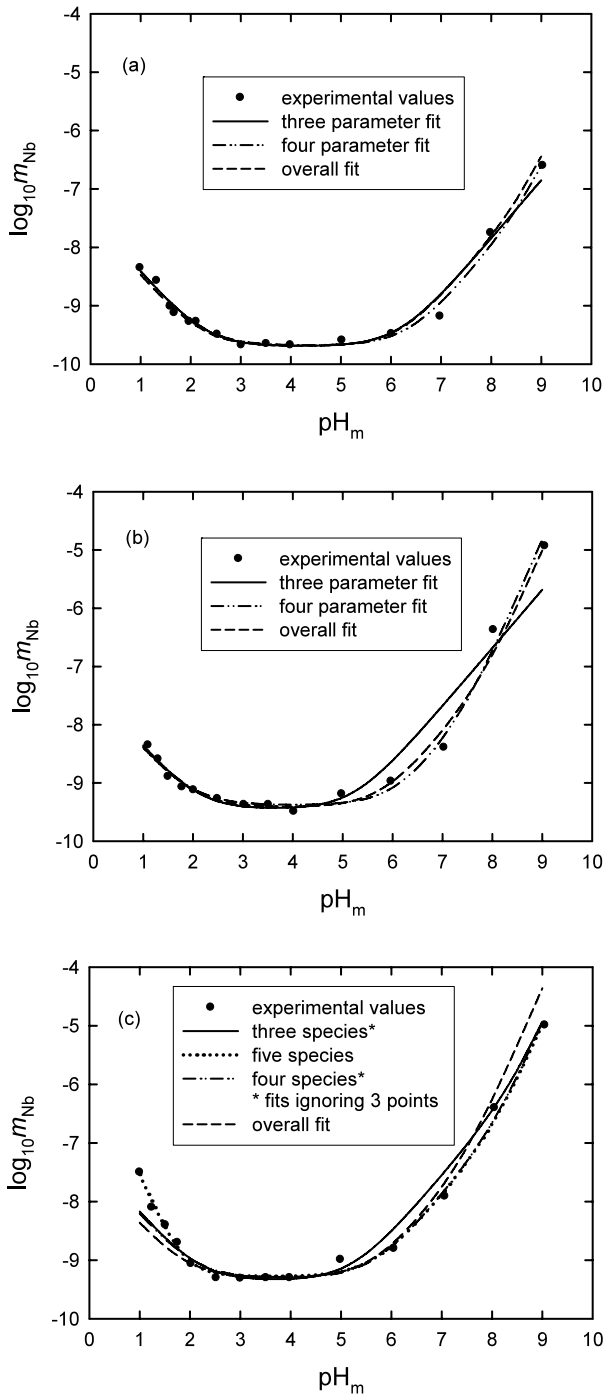 (a)
experimental values
three parameter fit
four parameter fit
overall fit
log10mNb
-4
-5
-6
-7
-8
-9
-10
0 1 2 3 4 5 6 7 8 9 10
pHm
(b)
experimental values
three parameter fit
four parameter fit
overall fit
log10mNb
-4
-5
-6
-7
-8
-9
-10
0 1 2 3 4 5 6 7 8 9 10
pHm
(c)
experimental values
three species*
five species
four species*
* fits ignoring 3 points
overall fit
log10mNb
-4
-5
-6
-7
-8
-9
-10
0 1 2 3 4 5 6 7 8 9 10
pHm